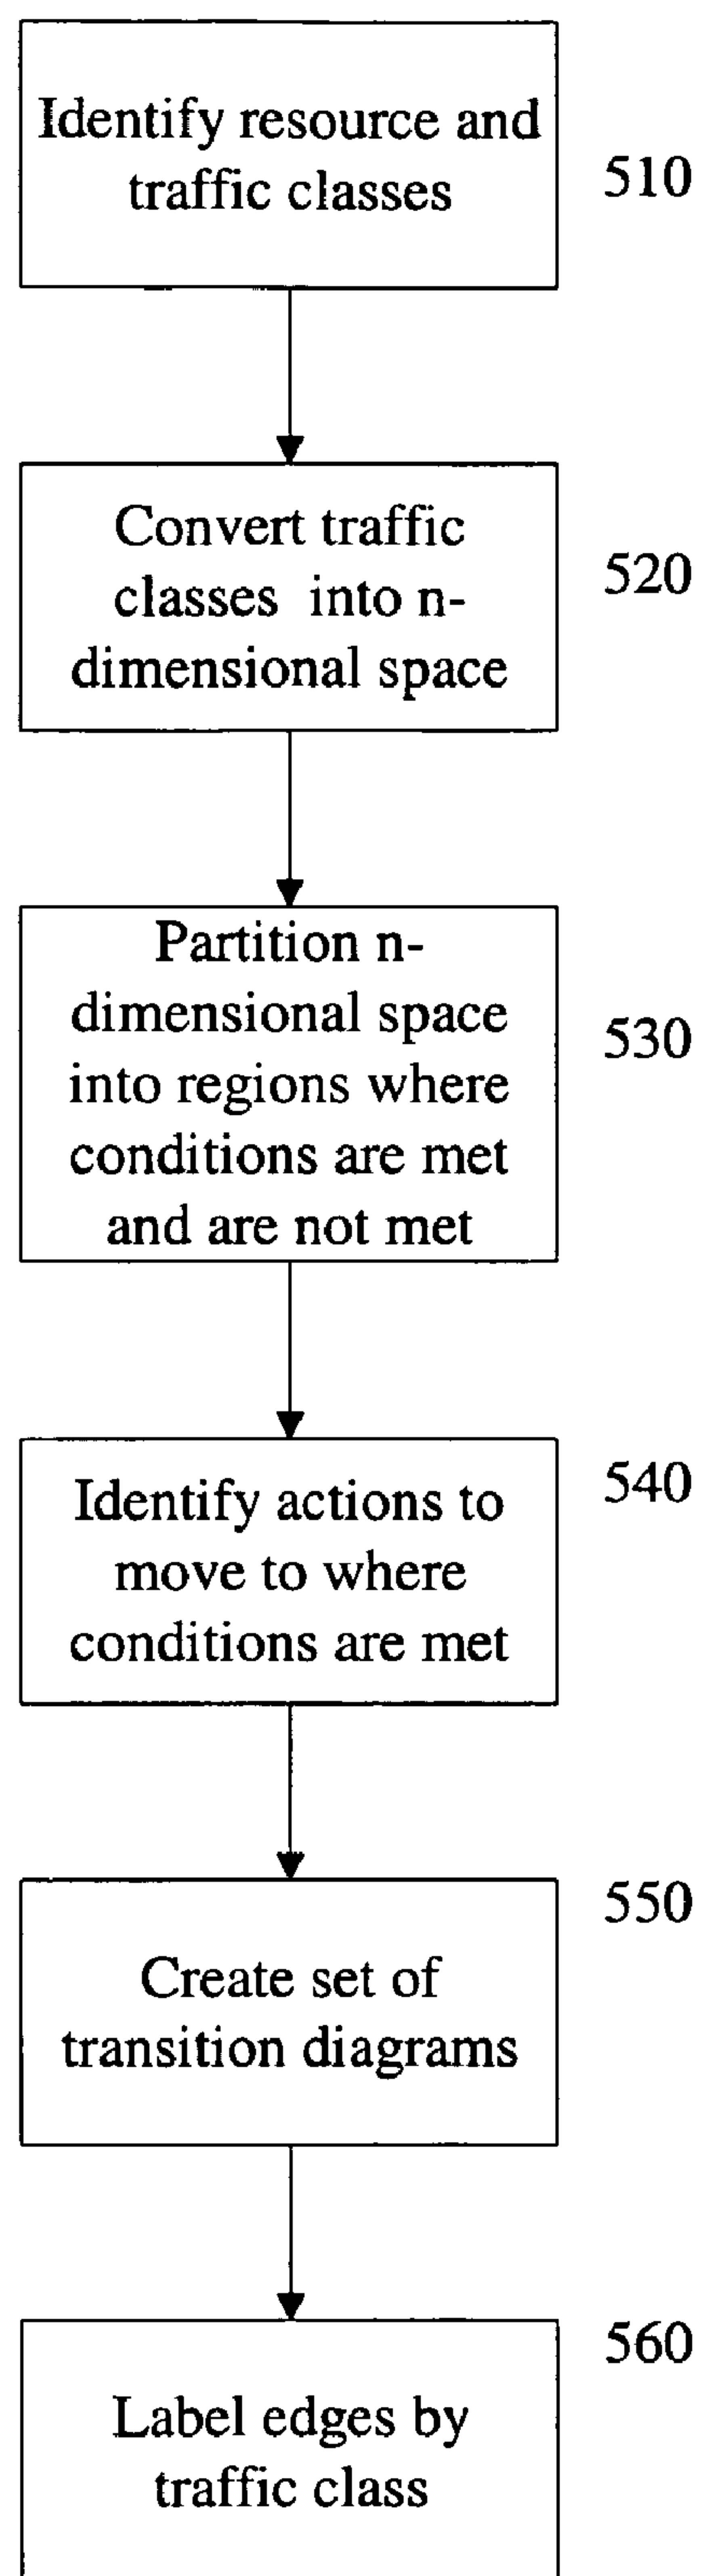 Identify resource and
traffic classes
510
Convert traffic
classes into n-
dimensional space
520
Partition n-
dimensional space
into regions where
conditions are met
and are not met
530
Identify actions to
move to where
conditions are met
540
Create set of
transition diagrams
550
Label edges by
traffic class
560